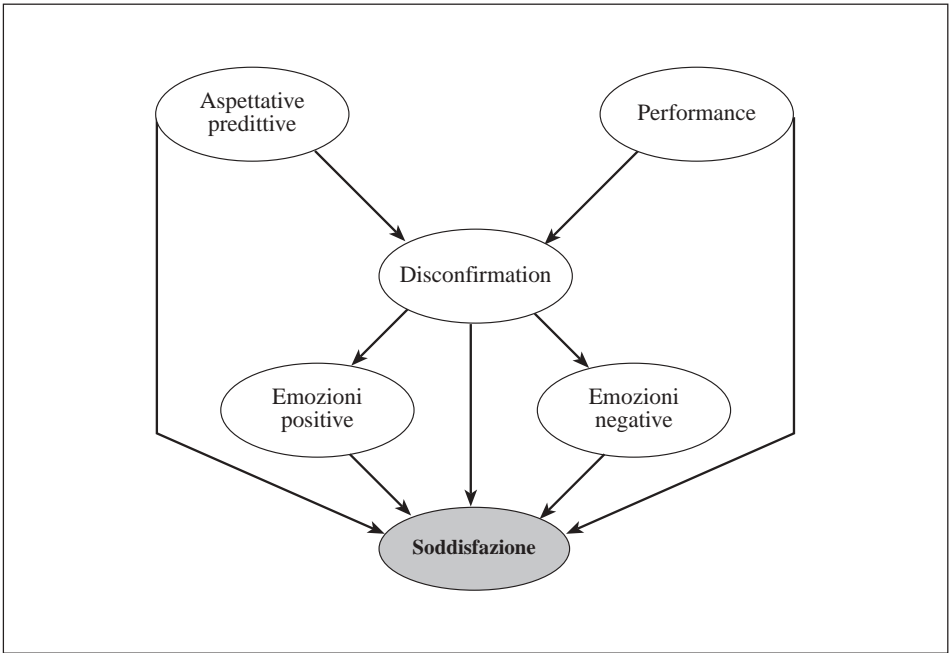 Aspettative
predittive
Performance
Disconfirmation
Emozioni
positive
Emozioni
negative
Soddisfazione